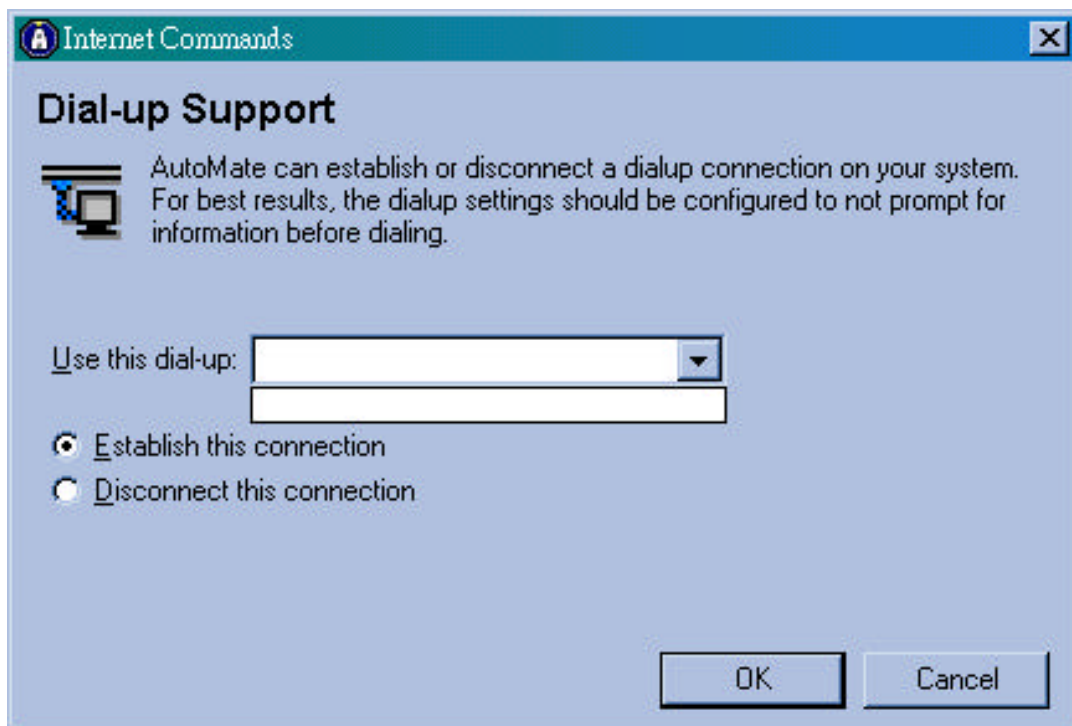 Internet Commands
Dial-up Support
AutoMate can establish or disconnect a dialup connection on your system.
For best results, the dialup settings should be configured to not prompt for
information before dialing.
Use this dial-up:
Establish this connection
Disconnect this connection
OK
Cancel